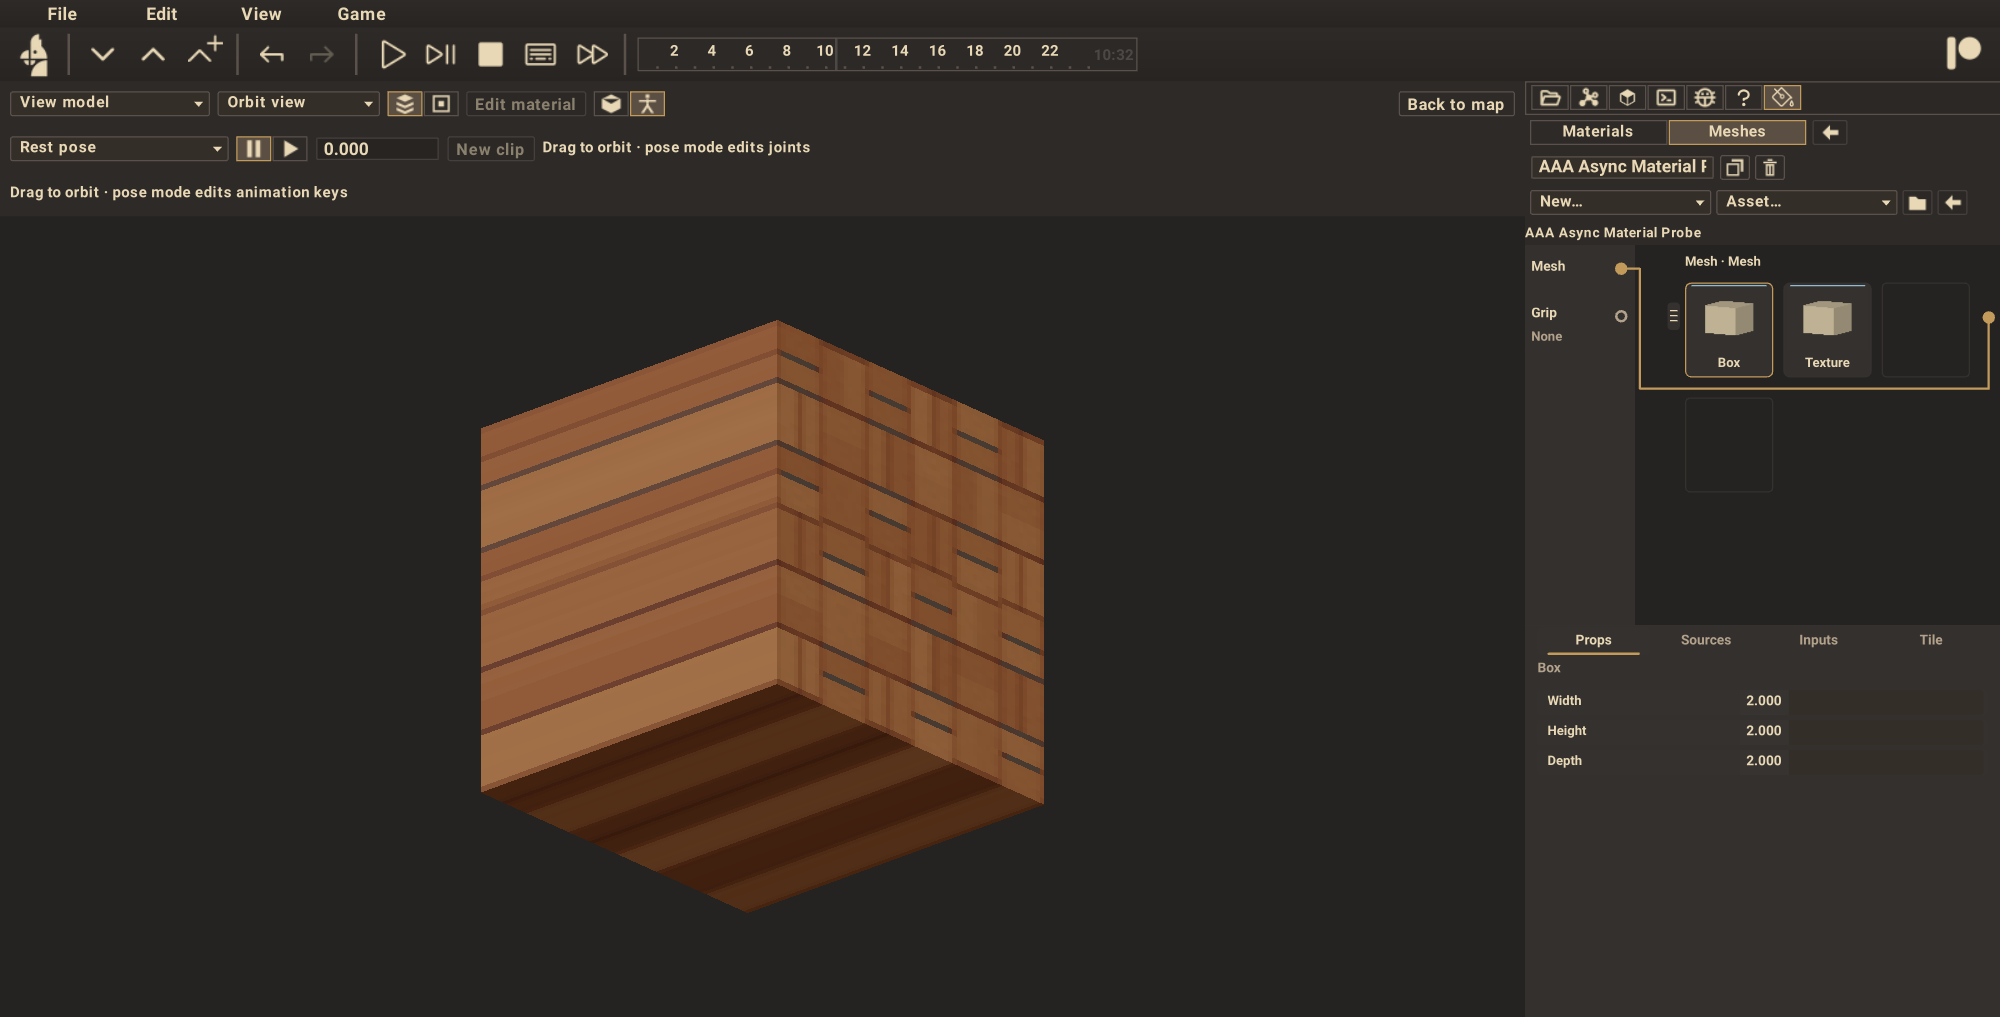 File Edit View Game
2 4 6 8 10 12 14 16 18 20 22 10:32
View model Orbit view Edit material Back to map
Rest pose 0.000 New clip Drag to orbit · pose mode edits joints
Drag to orbit · pose mode edits animation keys
Materials Meshes
AAA Async Material
New... Asset...
AAA Async Material Probe
Mesh
Grip
None
Mesh · Mesh
Box Texture
Props Sources Inputs Tile
Box
Width 2.000
Height 2.000
Depth 2.000